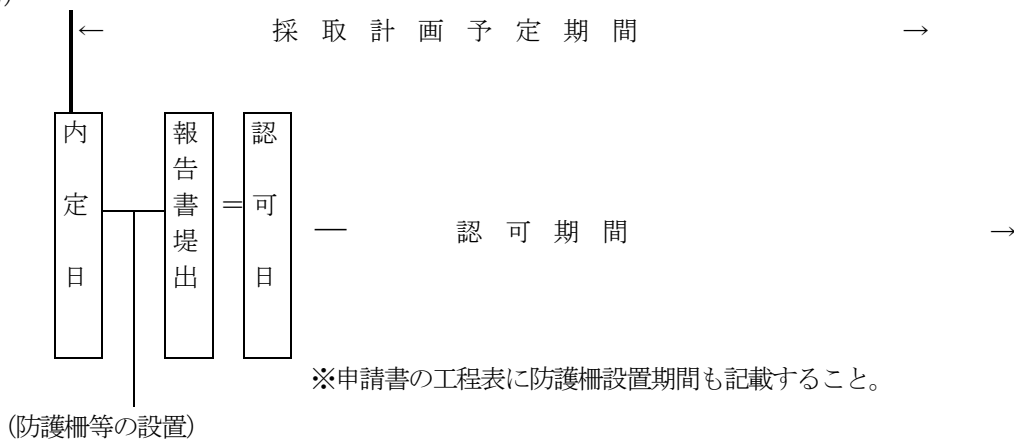 ← 採取計画予定期間 →
内定日
報告書堤出
＝
認可日
― 認可期間 →
※申請書の工程表に防護柵設置期間も記載すること。
(防護柵等の設置)